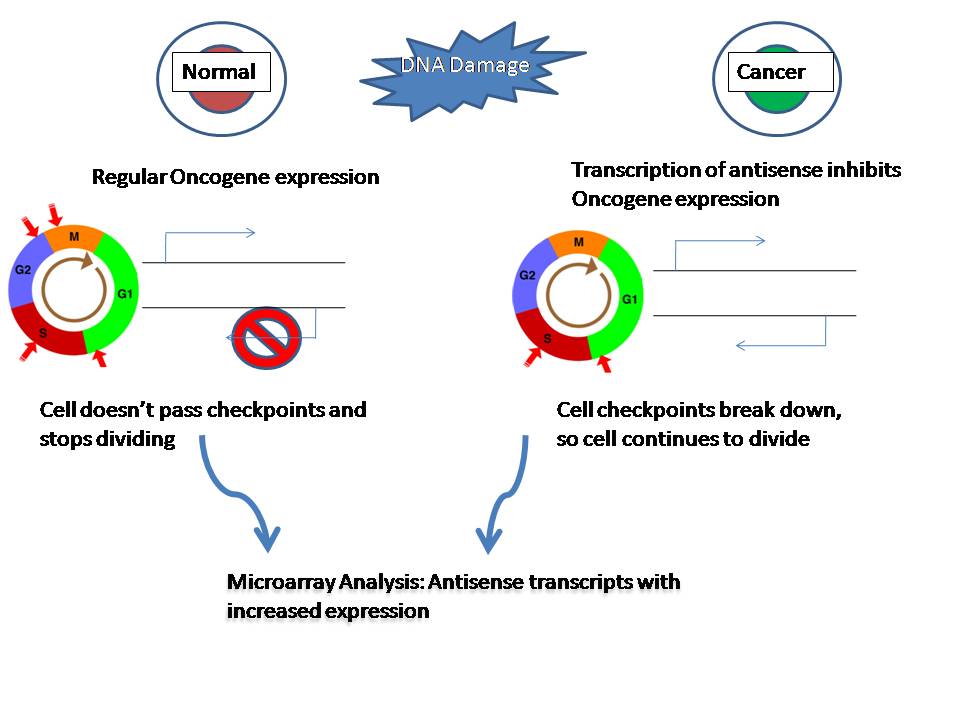 Normal
DNA Damage
Cancer
Regular Oncogene expression
Transcription of antisense inhibits
Oncogene expression
M
G2
G1
S
M
G2
G1
S
Cell doesn't pass checkpoints and
stops dividing
Cell checkpoints break down,
so cell continues to divide
Microarray Analysis: Antisense transcripts with
increased expression